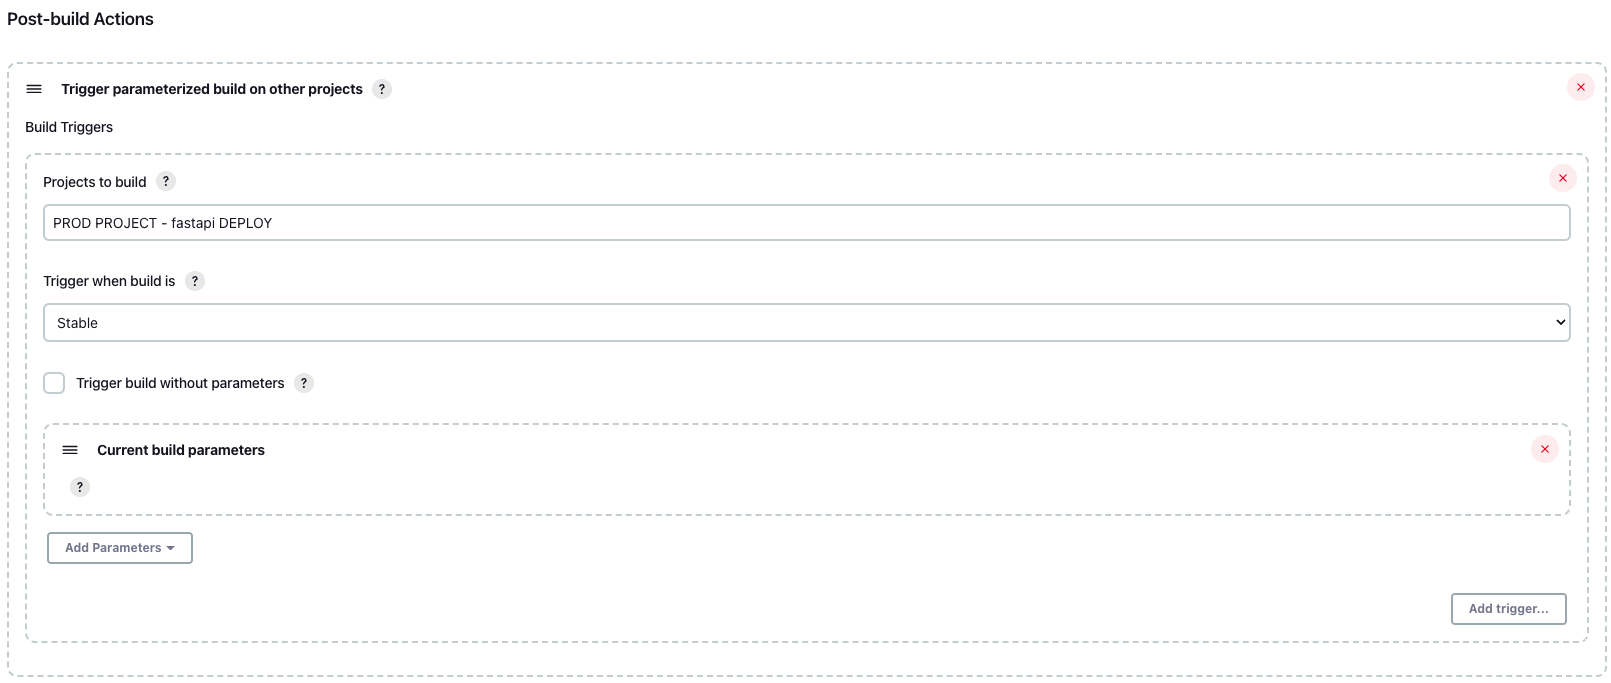 Post-build Actions
Trigger parameterized build on other projects ?
Build Triggers
Projects to build ?
PROD PROJECT - fastapi DEPLOY
Trigger when build is ?
Stable
Trigger build without parameters ?
Current build parameters
?
Add Parameters
Add trigger...